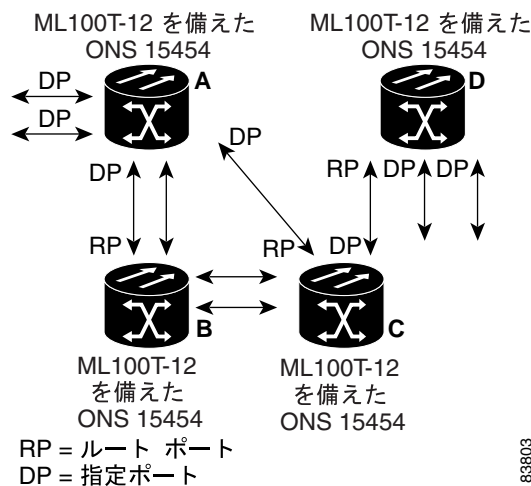 ML100T-12 を備えた
ONS 15454
ML100T-12 を備えた
ONS 15454
DP
A
D
DP
DP
DP
RP
DP
DP
RP
RP
DP
B
C
ML100T-12
を備えた
ONS 15454
ML100T-12
を備えた
ONS 15454
RP = ルート ポート
DP = 指定ポート
83803